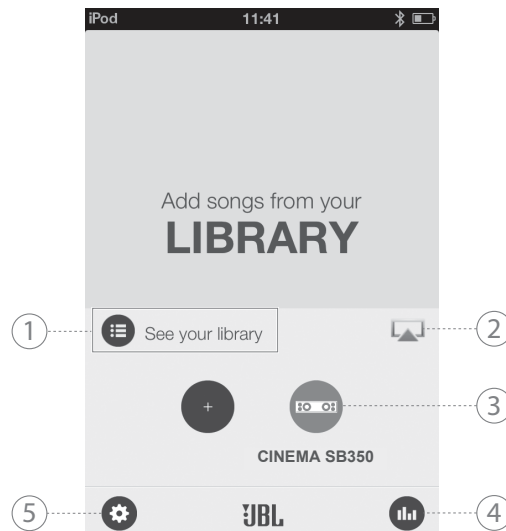 iPod 11:41
Add songs from your
LIBRARY
1 See your library 2
+ 3
CINEMA SB350
5 JBL 4